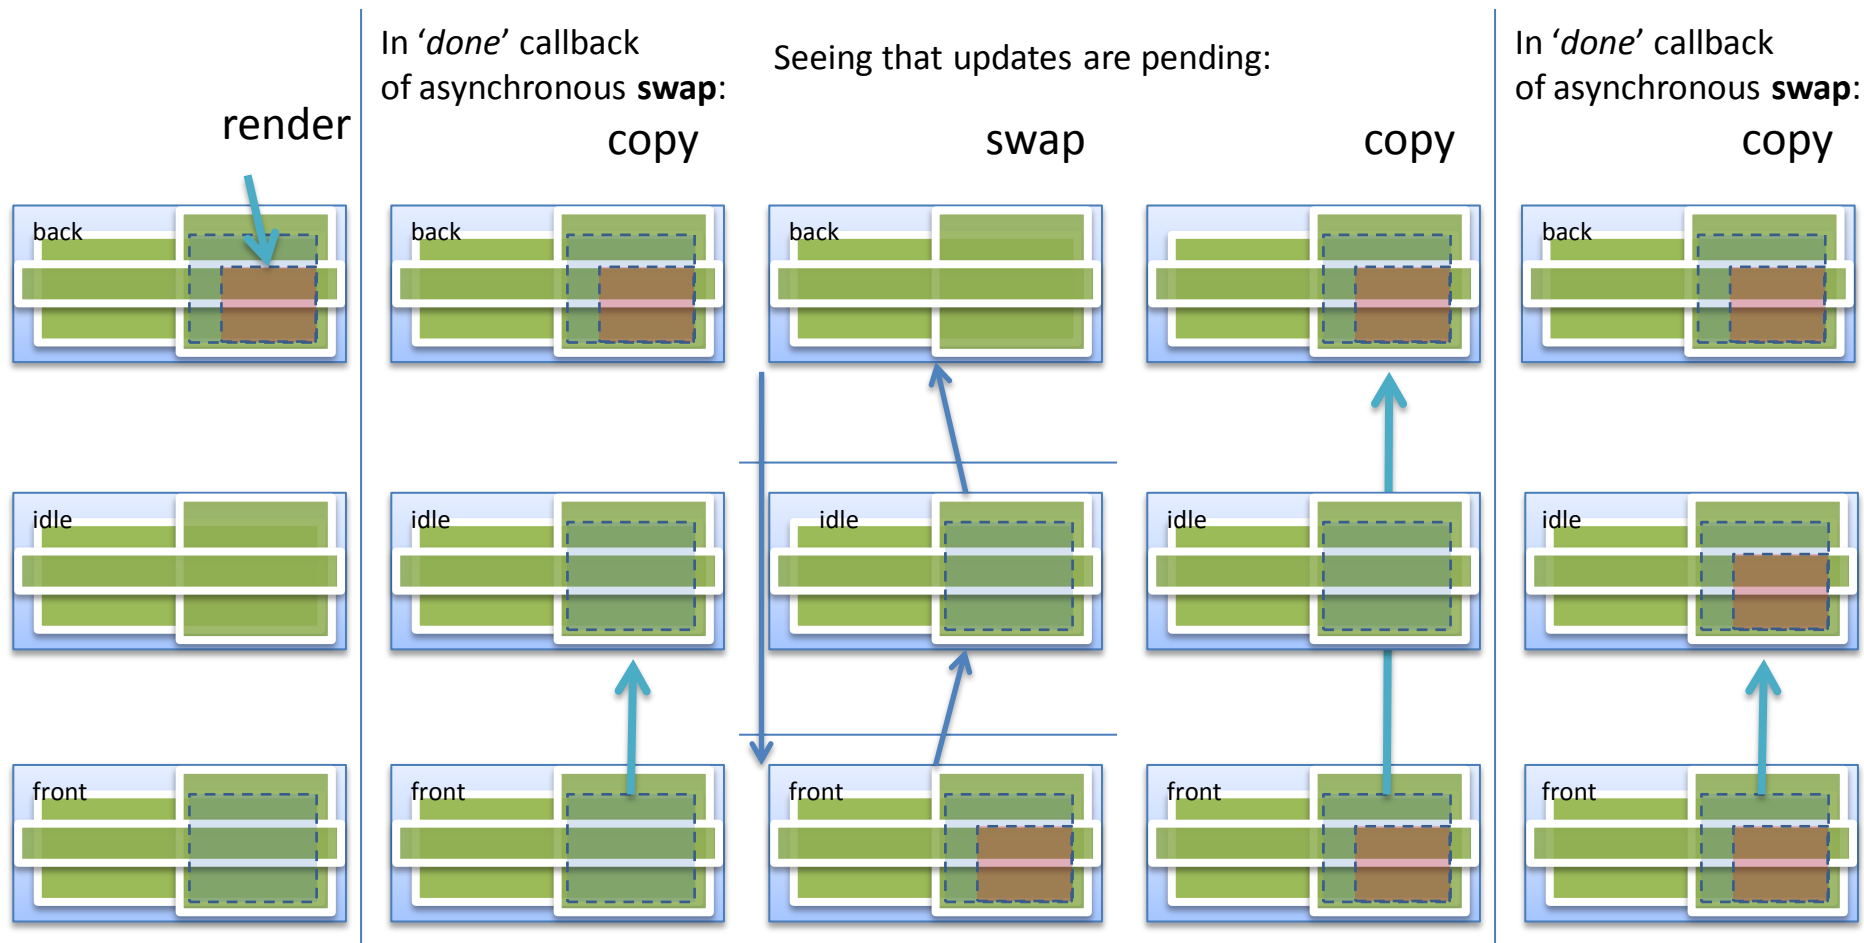 In ‘done’ callback
of asynchronous swap:
Seeing that updates are pending:
In ‘done’ callback
of asynchronous swap:
render
copy
swap
copy
copy
back
back
back
back
idle
idle
idle
idle
idle
front
front
front
front
front